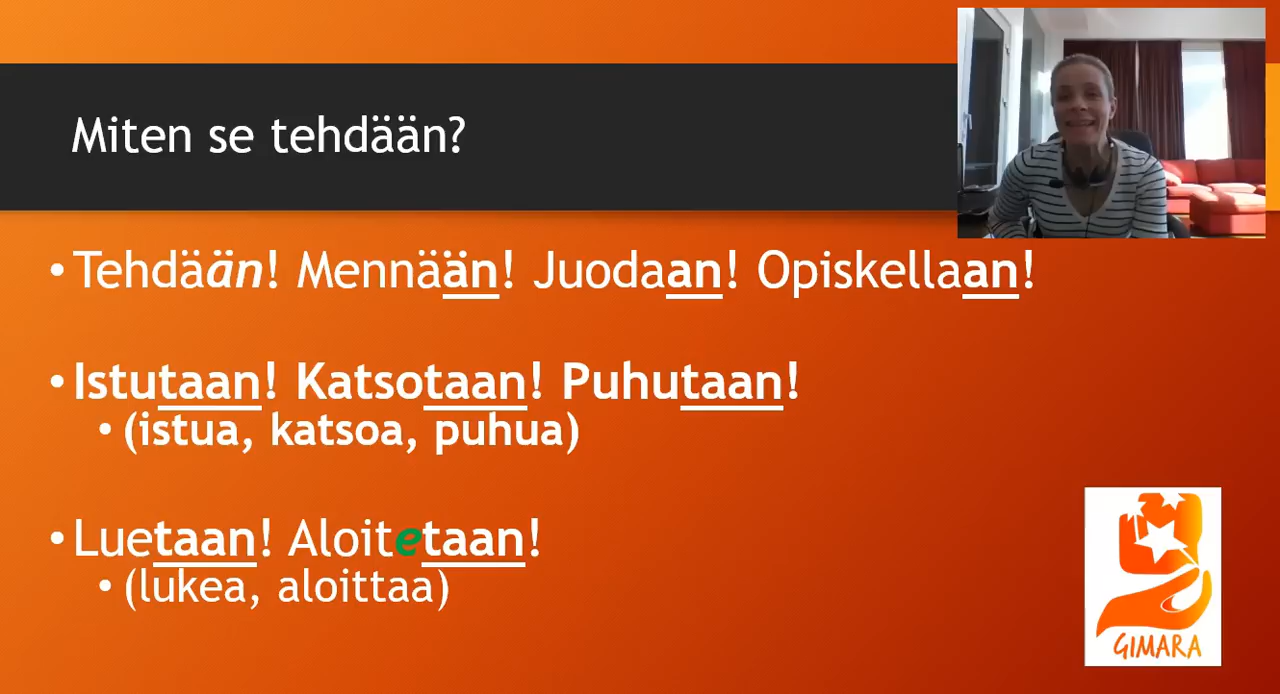 Miten se tehdään?
• Tehdään! Mennään! Juodaan! Opiskellaan!
• Istutaan! Katsotaan! Puhutaan!
• (istua, katsoa, puhua)
• Luetaan! Aloitetaan!
• (lukea, aloittaa)
GIMARA